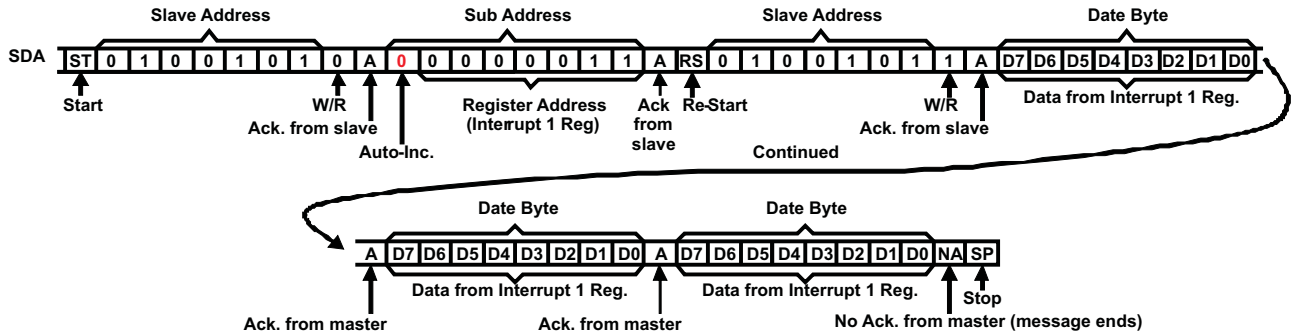 Slave Address Sub Address Slave Address Date Byte
SDA ST 0 1 0 0 1 0 1 0 A 0 0 0 0 0 0 1 1 A RS 0 1 0 0 1 0 1 1 A D7 D6 D5 D4 D3 D2 D1 D0
Start W/R Register Address Ack Re-Start W/R Data from Interrupt 1 Reg.
Ack. from slave (Interrupt 1 Reg) from Ack. from slave
slave
Auto-Inc. Continued
Date Byte Date Byte
A D7 D6 D5 D4 D3 D2 D1 D0 A D7 D6 D5 D4 D3 D2 D1 D0 NA SP
Data from Interrupt 1 Reg. Data from Interrupt 1 Reg. Stop
Ack. from master Ack. from master No Ack. from master (message ends)